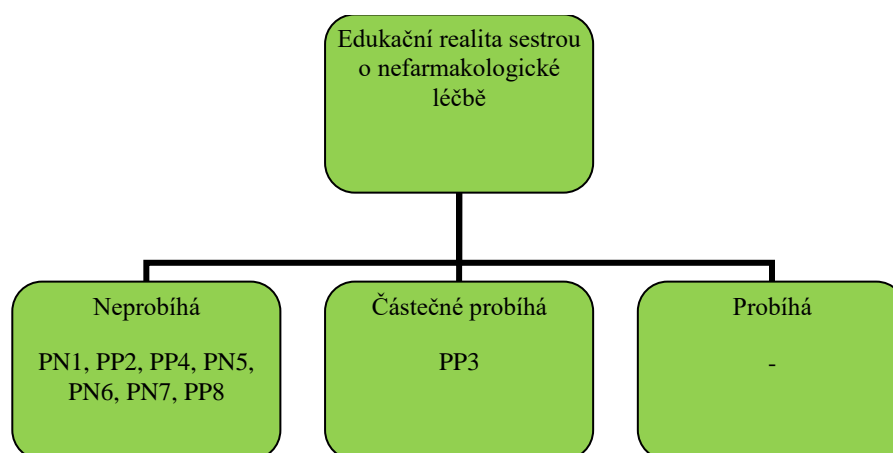 Edukační realita sestrou
o nefarmakologické
léčbě
Neprobíhá
PN1, PP2, PP4, PN5,
PN6, PN7, PP8
Částečné probíhá
PP3
Probíhá
-